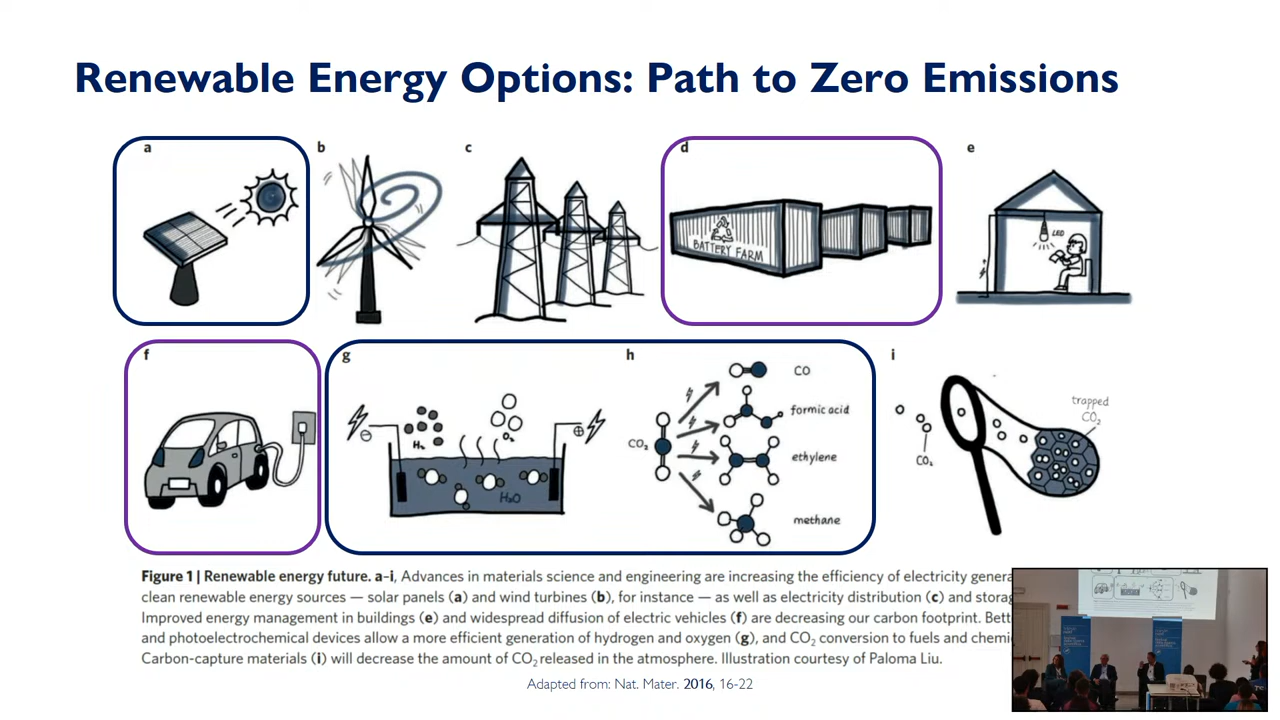 Renewable Energy Options: Path to Zero Emissions
a
b
c
d
e
BATTERY FARM
LED
f
g
h
i
H₂
O₂
H₂O
CO₂
CO
formic acid
ethylene
methane
CO₂
trapped
CO₂
Figure 1 | Renewable energy future. a–i, Advances in materials science and engineering are increasing the efficiency of electricity genera
clean renewable energy sources — solar panels (a) and wind turbines (b), for instance — as well as electricity distribution (c) and storag
Improved energy management in buildings (e) and widespread diffusion of electric vehicles (f) are decreasing our carbon footprint. Bett
and photoelectrochemical devices allow a more efficient generation of hydrogen and oxygen (g), and CO₂ conversion to fuels and chemi
Carbon-capture materials (i) will decrease the amount of CO₂ released in the atmosphere. Illustration courtesy of Paloma Liu.
Adapted from: Nat. Mater. 2016, 16-22